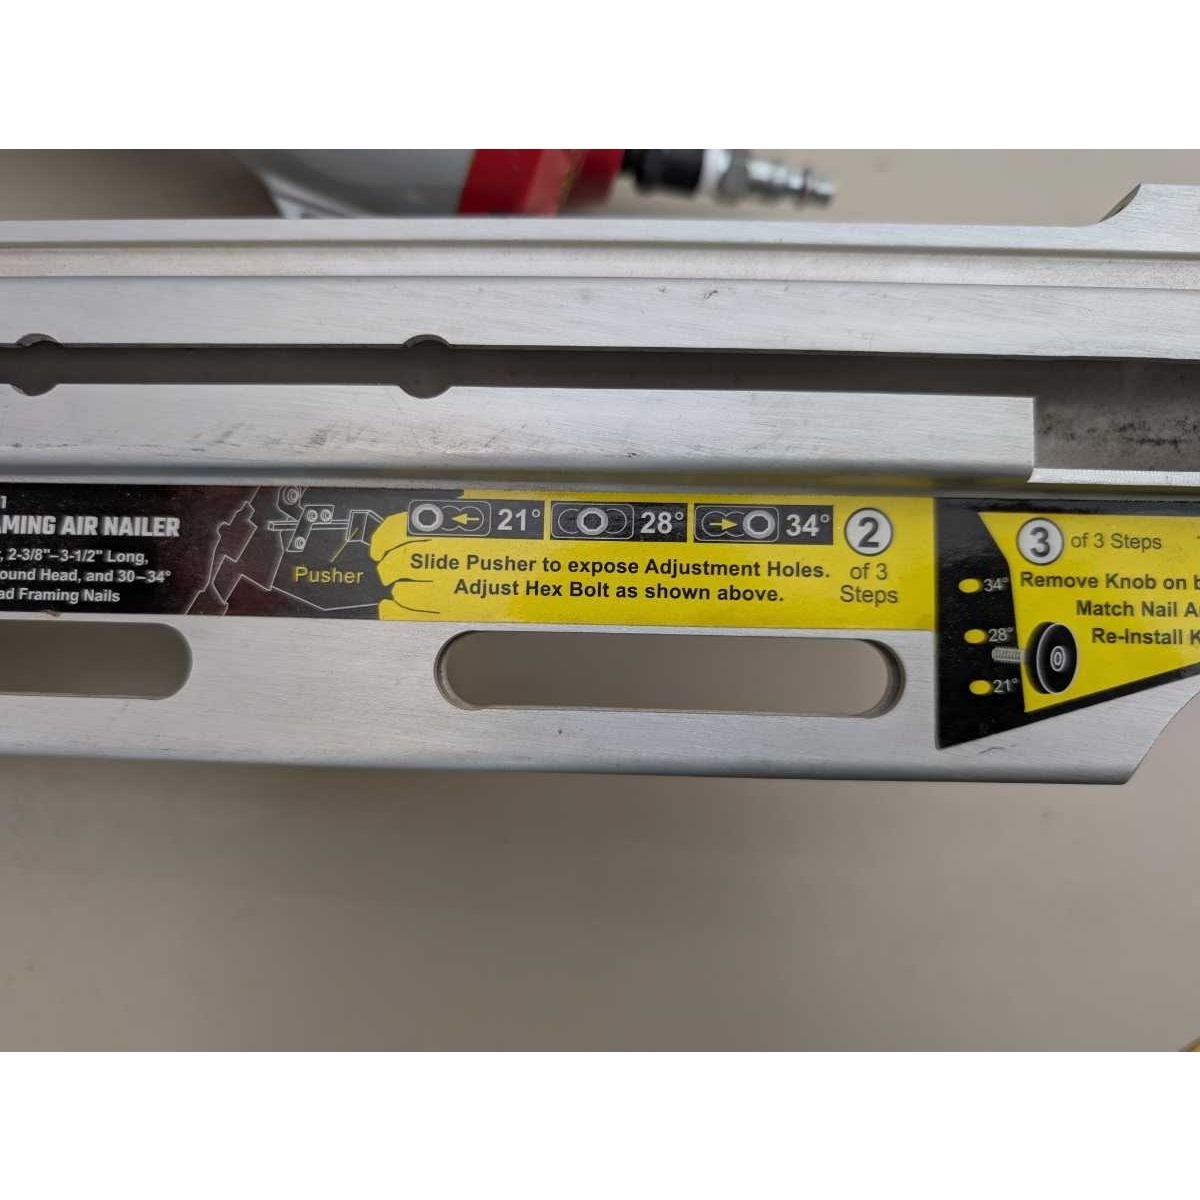 AMING AIR NAILER
, 2-3/8"–3-1/2" Long,
ound Head, and 30–34°
ad Framing Nails
Pusher
21° 28° 34°
Slide Pusher to expose Adjustment Holes.
Adjust Hex Bolt as shown above.
2
of 3
Steps
3 of 3 Steps
Remove Knob on b
Match Nail A
Re-Install K
34°
28°
21°